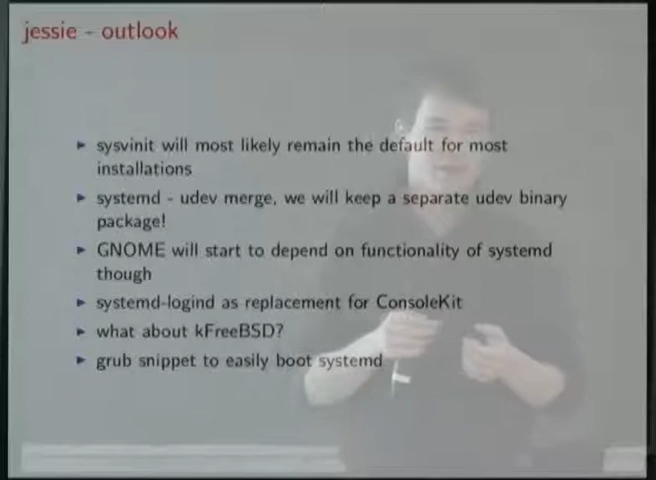 jessie - outlook
sysvinit will most likely remain the default for most
installations
systemd - udev merge, we will keep a separate udev binary
package!
GNOME will start to depend on functionality of systemd
though
systemd-logind as replacement for ConsoleKit
what about kFreeBSD?
grub snippet to easily boot systemd